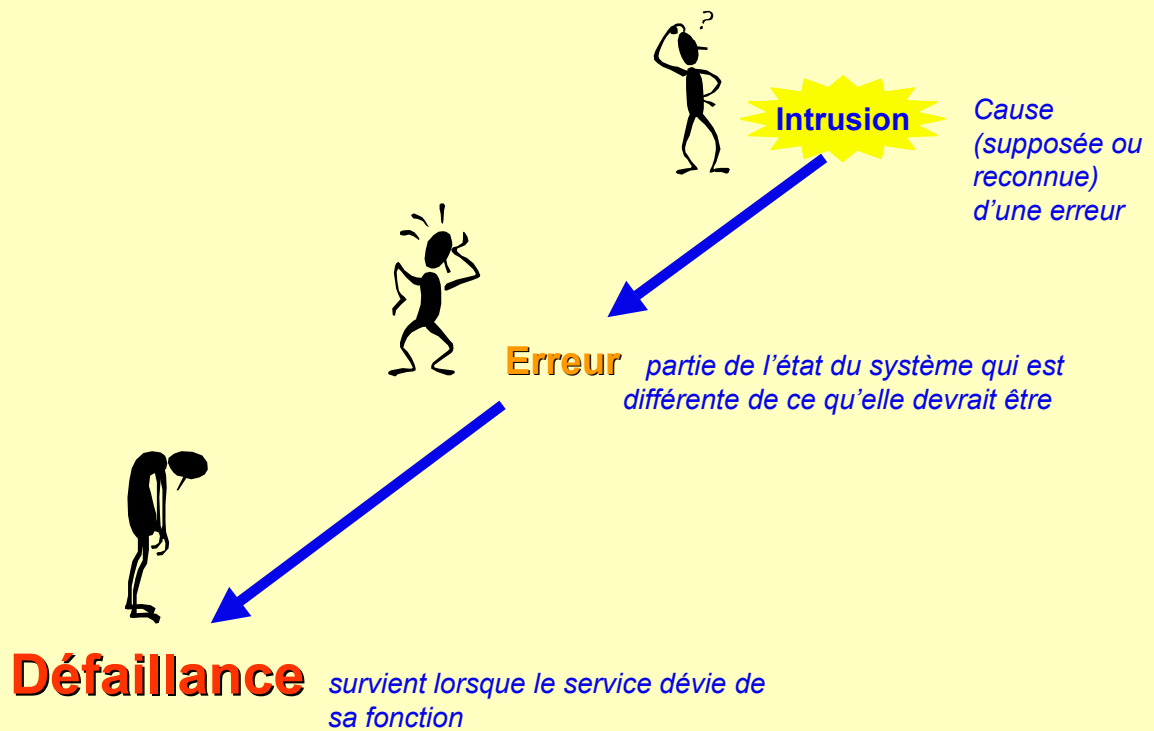 ?
Intrusion
Cause
(supposée ou
reconnue)
d'une erreur
Erreur partie de l'état du système qui est
différente de ce qu'elle devrait être
Défaillance survient lorsque le service dévie de
sa fonction